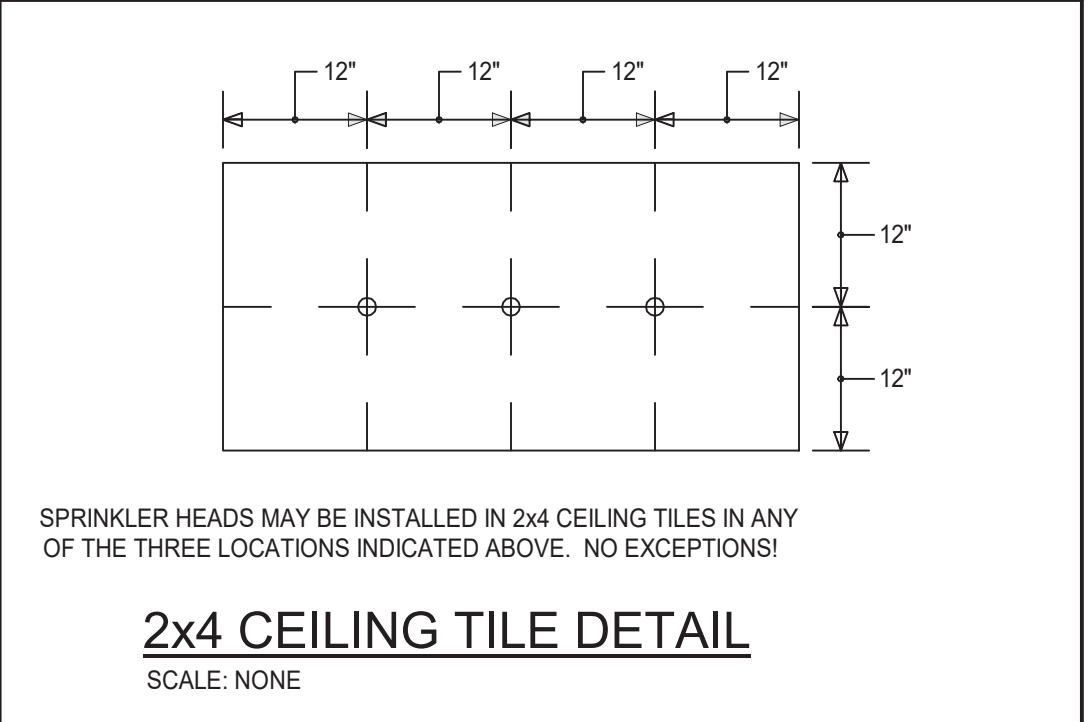 12" 12" 12" 12"
12"
12"
SPRINKLER HEADS MAY BE INSTALLED IN 2x4 CEILING TILES IN ANY
OF THE THREE LOCATIONS INDICATED ABOVE.  NO EXCEPTIONS!
2x4 CEILING TILE DETAIL
SCALE: NONE